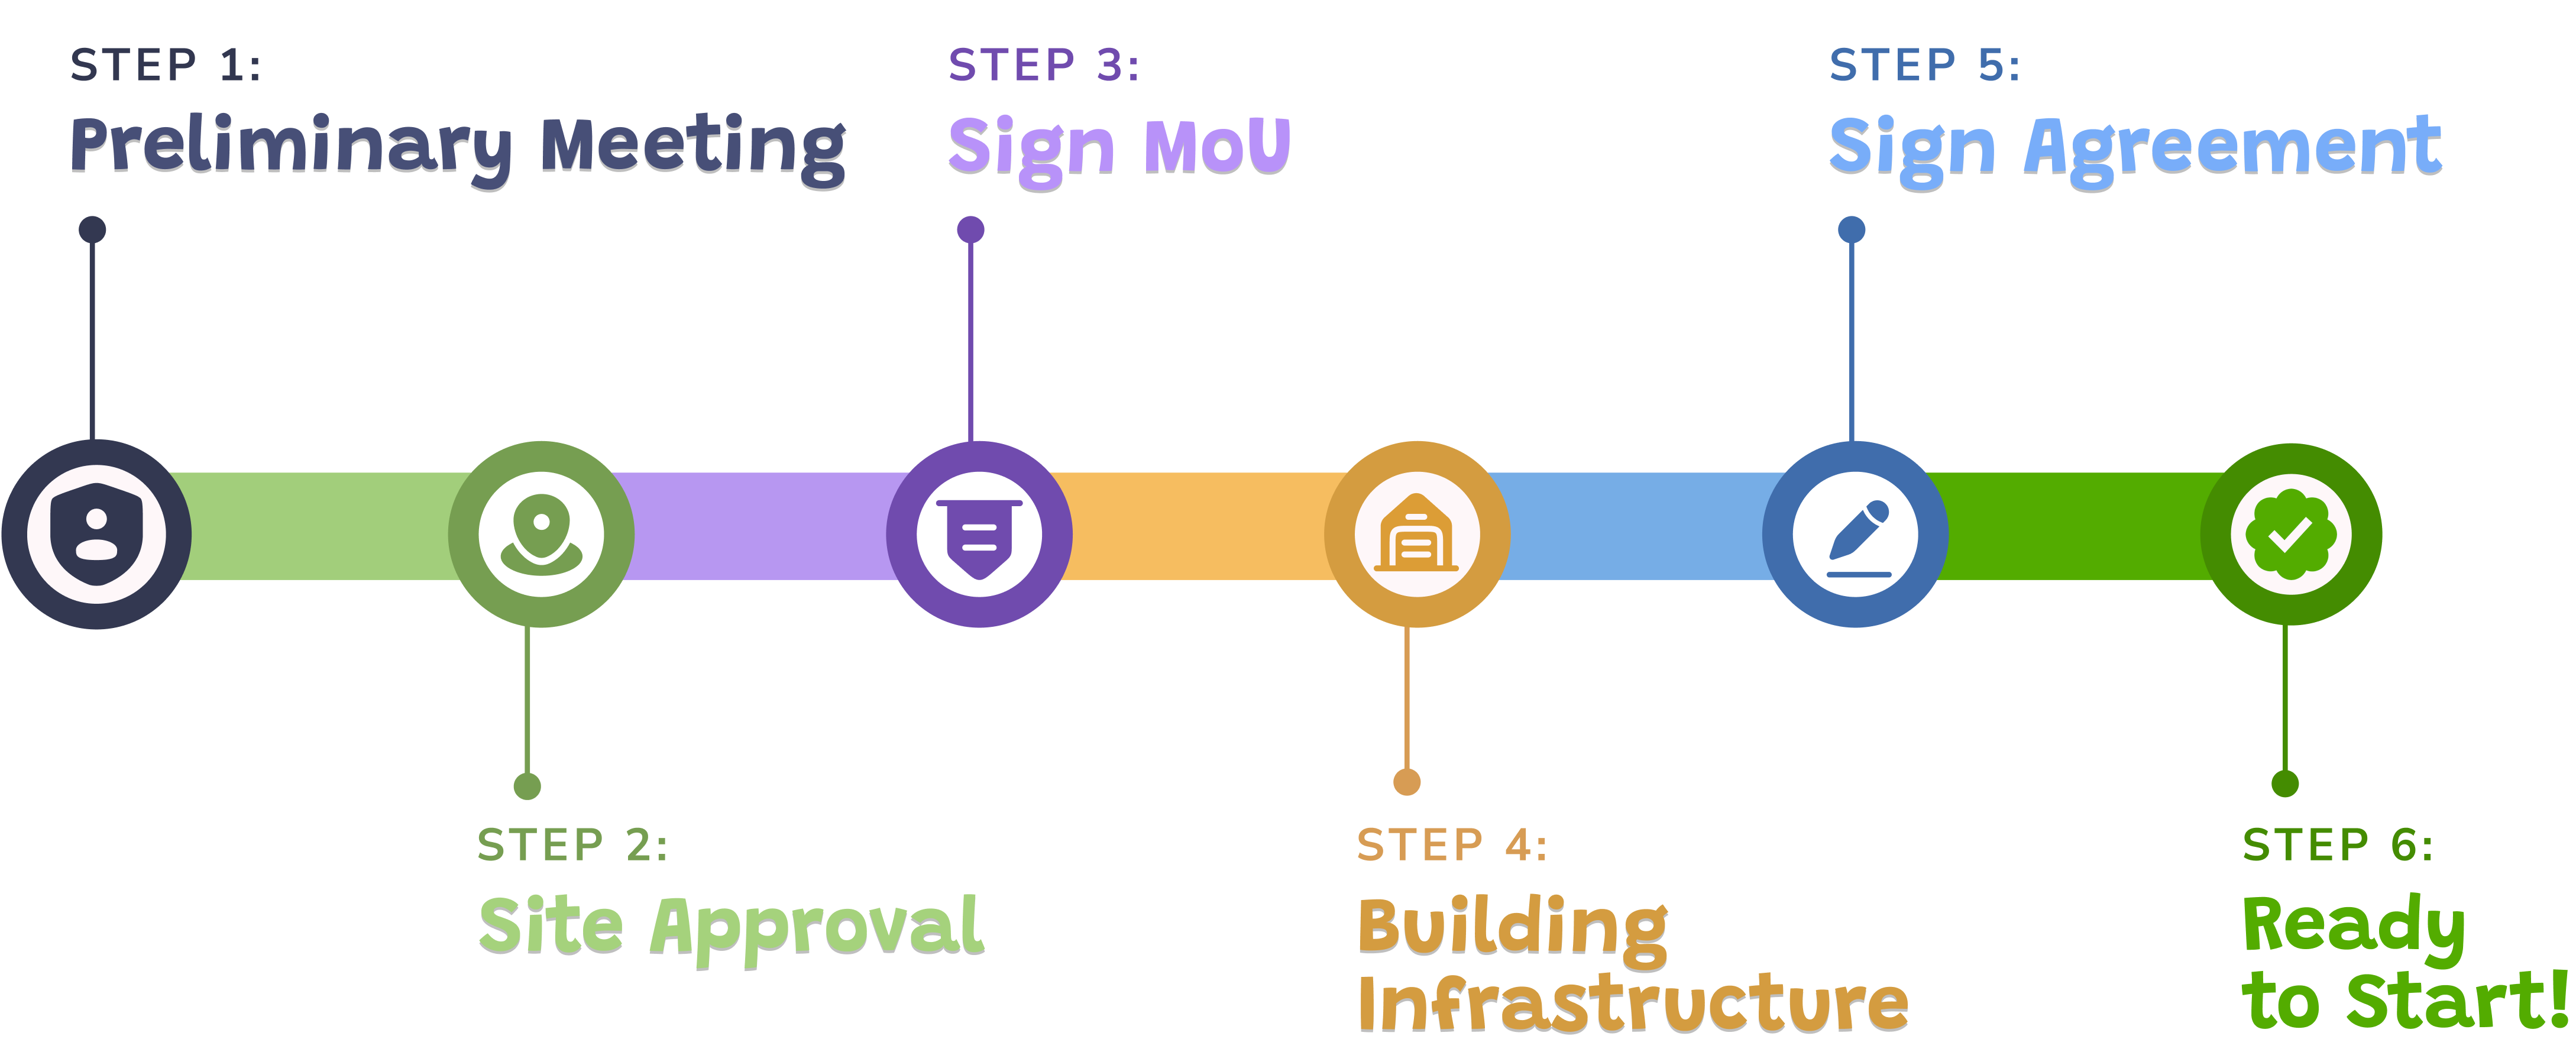 STEP 1:
Preliminary Meeting
STEP 2:
Site Approval
STEP 3:
Sign MoU
STEP 4:
Building
Infrastructure
STEP 5:
Sign Agreement
STEP 6:
Ready
to Start!